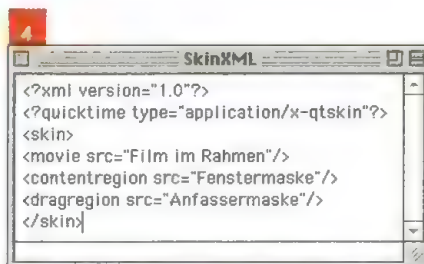 4
SkinXML
<?xml version="1.0"?>
<?quicktime type="application/x-qtskin"?>
<skin>
<movie src="Film im Rahmen"/>
<contentregion src="Fenstermaske"/>
<dragregion src="Anfassermaske"/>
</skin>